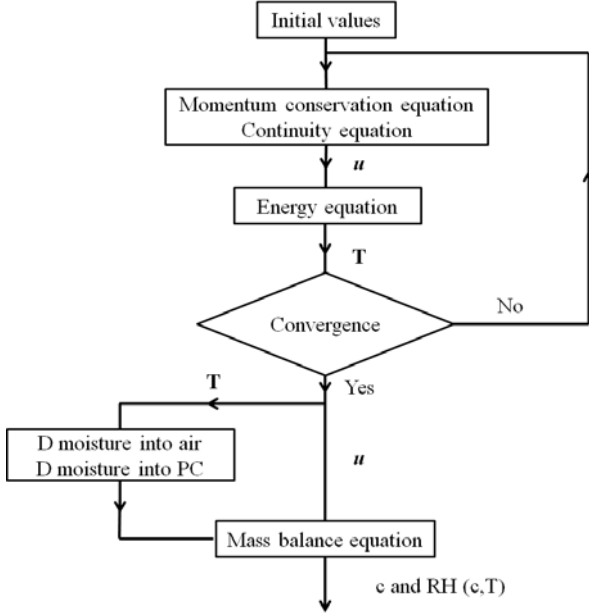 Initial values
Momentum conservation equation
Continuity equation
u
Energy equation
T
Convergence
No
Yes
T
D moisture into air
D moisture into PC
u
Mass balance equation
c and RH (c,T)